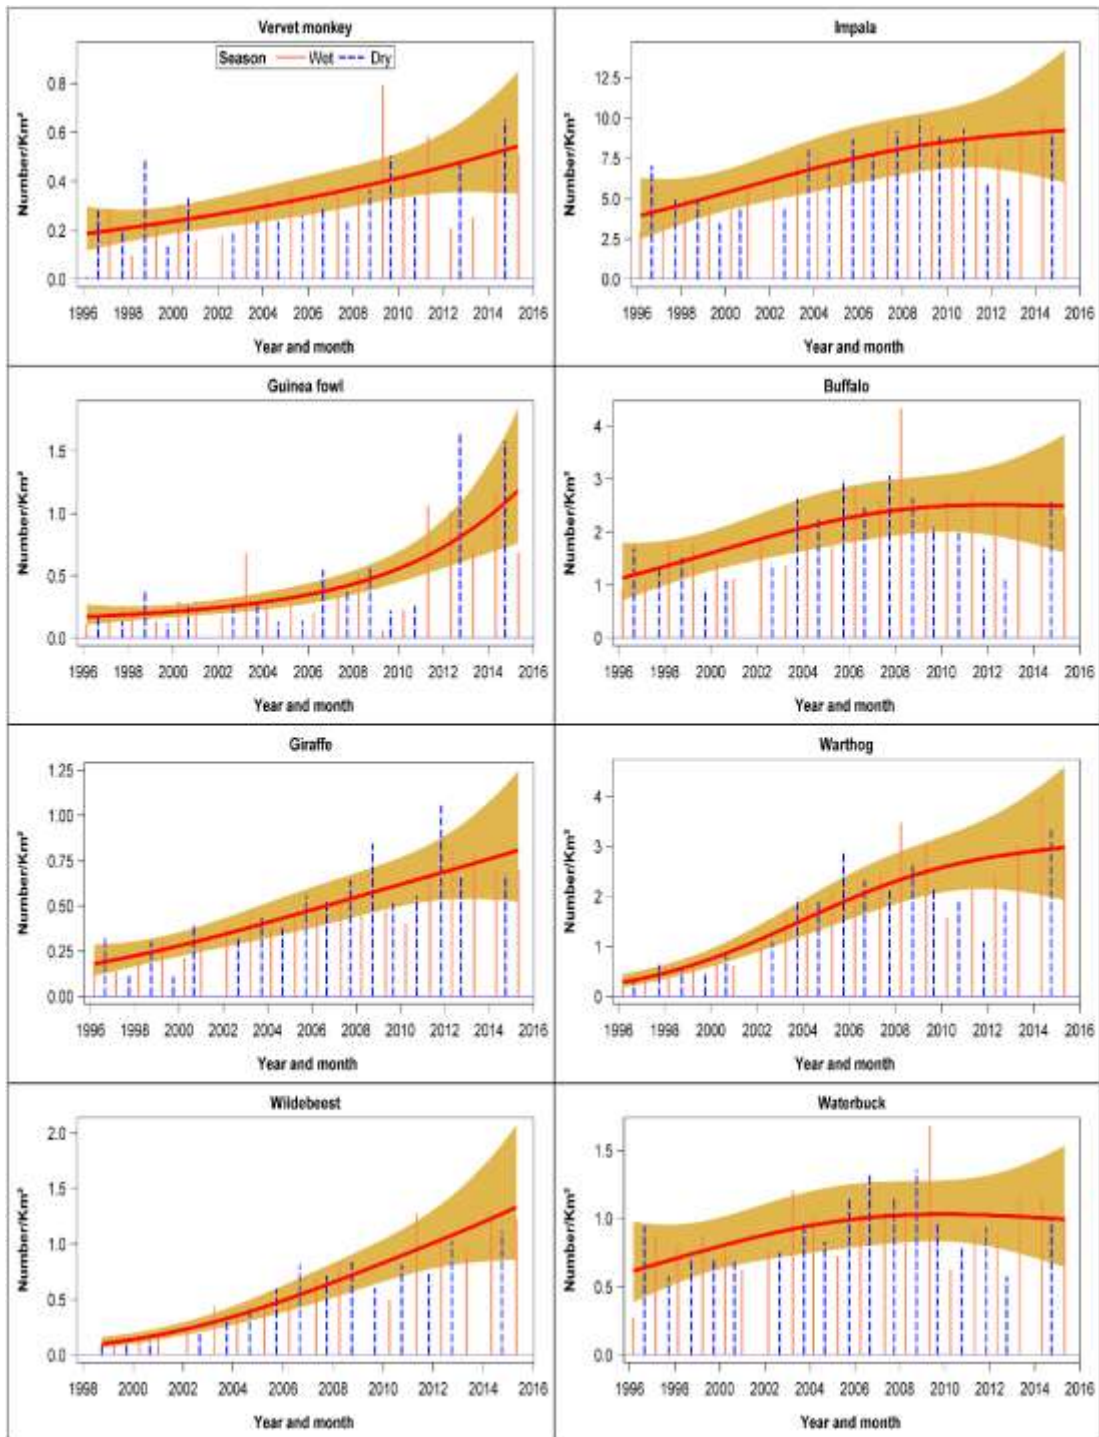 Vervet monkey
Season Wet Dry
Number/Km²
0.8
0.6
0.4
0.2
0.0
1996 1998 2000 2002 2004 2006 2008 2010 2012 2014 2016
Year and month
Impala
Number/Km²
12.5
10.0
7.5
5.0
2.5
0.0
1996 1998 2000 2002 2004 2006 2008 2010 2012 2014 2016
Year and month
Guinea fowl
Number/Km²
1.5
1.0
0.5
0.0
1996 1998 2000 2002 2004 2006 2008 2010 2012 2014 2016
Year and month
Buffalo
Number/Km²
4
3
2
1
0
1996 1998 2000 2002 2004 2006 2008 2010 2012 2014 2016
Year and month
Giraffe
Number/Km²
1.25
1.00
0.75
0.50
0.25
0.00
1996 1998 2000 2002 2004 2006 2008 2010 2012 2014 2016
Year and month
Warthog
Number/Km²
4
3
2
1
0
1996 1998 2000 2002 2004 2006 2008 2010 2012 2014 2016
Year and month
Wildebeest
Number/Km²
2.0
1.5
1.0
0.5
0.0
1998 2000 2002 2004 2006 2008 2010 2012 2014 2016
Year and month
Waterbuck
Number/Km²
1.5
1.0
0.5
0.0
1996 1998 2000 2002 2004 2006 2008 2010 2012 2014 2016
Year and month